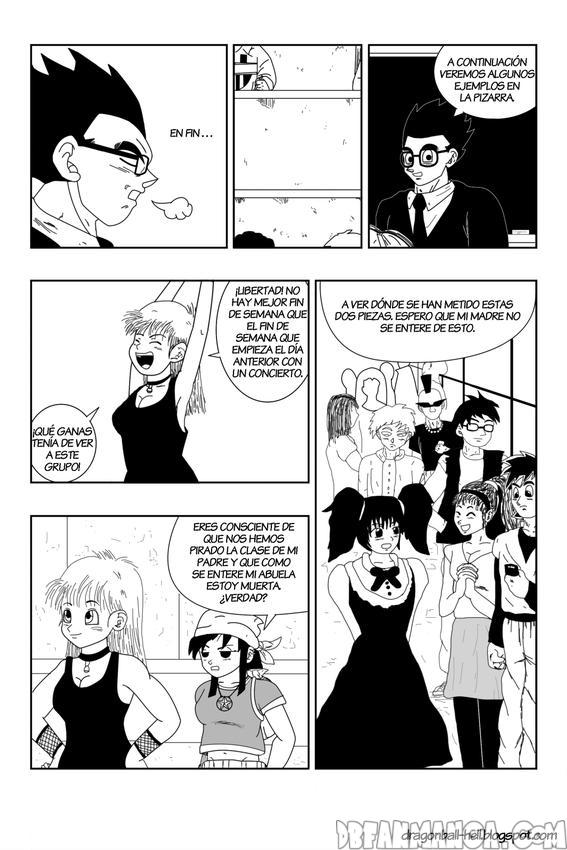 EN FIN ...
A CONTINUACIÓN
VEREMOS ALGUNOS
EJEMPLOS EN
LA PIZARRA.
¡LIBERTAD! NO
HAY MEJOR FIN
DE SEMANA QUE
EL FIN DE
SEMANA QUE
EMPIEZA EL DÍA
ANTERIOR CON
UN CONCIERTO.
¡QUÉ GANAS
TENÍA DE VER
A ESTE
GRUPO!
A VER DÓNDE SE HAN METIDO ESTAS
DOS PIEZAS. ESPERO QUE MI MADRE NO
SE ENTERE DE ESTO.
ERES CONSCIENTE DE
QUE NOS HEMOS
PIRADO LA CLASE DE MI
PADRE Y QUE COMO
SE ENTERE MI ABUELA
ESTOY MUERTA.
¿VERDAD?
DBFANMANGA.COM
dragonball-hell.blogspot.com